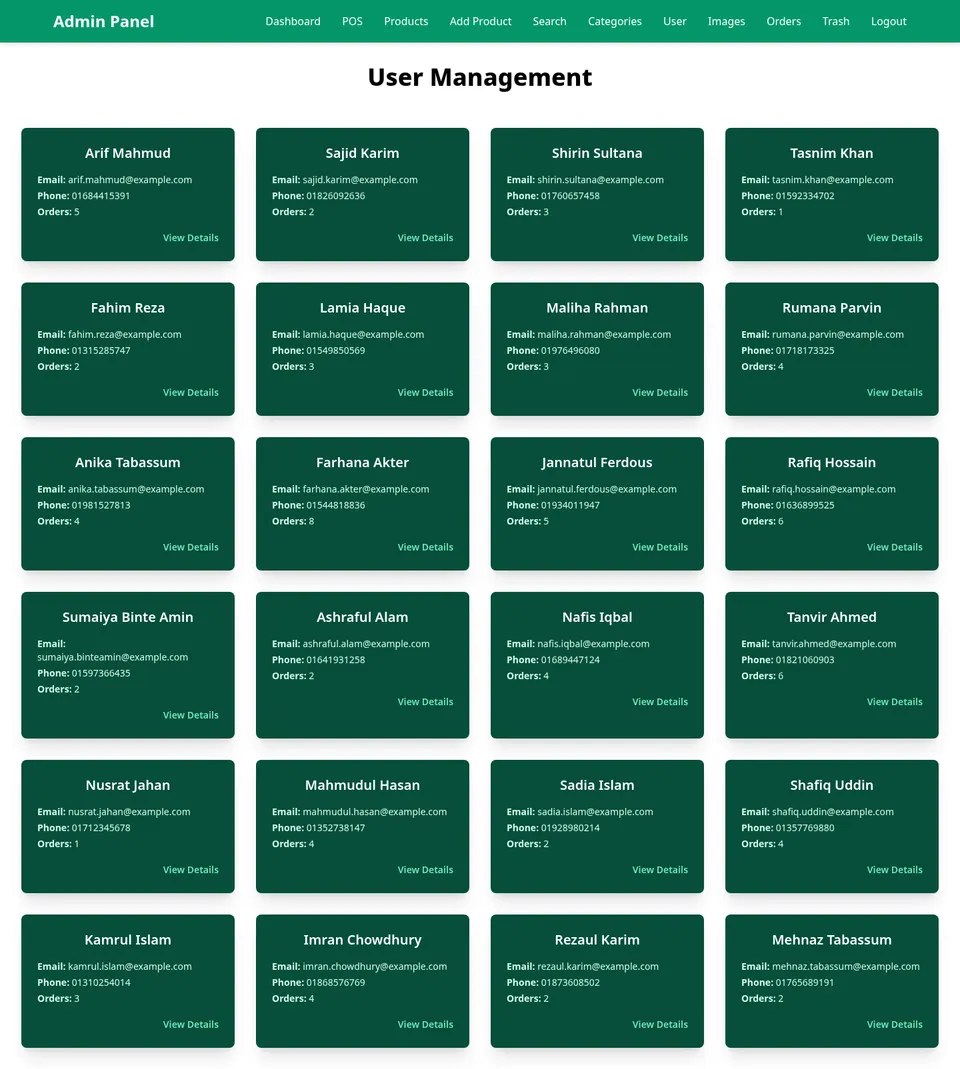 Admin Panel
Dashboard POS Products Add Product Search Categories User Images Orders Trash Logout
User Management
Arif Mahmud
Email: arif.mahmud@example.com
Phone: 01684415391
Orders: 5
View Details
Sajid Karim
Email: sajid.karim@example.com
Phone: 01826092636
Orders: 2
View Details
Shirin Sultana
Email: shirin.sultana@example.com
Phone: 01760657458
Orders: 3
View Details
Tasnim Khan
Email: tasnim.khan@example.com
Phone: 01592334702
Orders: 1
View Details
Fahim Reza
Email: fahim.reza@example.com
Phone: 01315285747
Orders: 2
View Details
Lamia Haque
Email: lamia.haque@example.com
Phone: 01549850569
Orders: 3
View Details
Maliha Rahman
Email: maliha.rahman@example.com
Phone: 01976496080
Orders: 3
View Details
Rumana Parvin
Email: rumana.parvin@example.com
Phone: 01718173325
Orders: 4
View Details
Anika Tabassum
Email: anika.tabassum@example.com
Phone: 01981527813
Orders: 4
View Details
Farhana Akter
Email: farhana.akter@example.com
Phone: 01544818836
Orders: 8
View Details
Jannatul Ferdous
Email: jannatul.ferdous@example.com
Phone: 01934011947
Orders: 5
View Details
Rafiq Hossain
Email: rafiq.hossain@example.com
Phone: 01636899525
Orders: 6
View Details
Sumaiya Binte Amin
Email:
sumaiya.binteamin@example.com
Phone: 01597366435
Orders: 2
View Details
Ashraful Alam
Email: ashraful.alam@example.com
Phone: 01641931258
Orders: 2
View Details
Nafis Iqbal
Email: nafis.iqbal@example.com
Phone: 01689447124
Orders: 4
View Details
Tanvir Ahmed
Email: tanvir.ahmed@example.com
Phone: 01821060903
Orders: 6
View Details
Nusrat Jahan
Email: nusrat.jahan@example.com
Phone: 01712345678
Orders: 1
View Details
Mahmudul Hasan
Email: mahmudul.hasan@example.com
Phone: 01352738147
Orders: 4
View Details
Sadia Islam
Email: sadia.islam@example.com
Phone: 01928980214
Orders: 2
View Details
Shafiq Uddin
Email: shafiq.uddin@example.com
Phone: 01357769880
Orders: 4
View Details
Kamrul Islam
Email: kamrul.islam@example.com
Phone: 01310254014
Orders: 3
View Details
Imran Chowdhury
Email: imran.chowdhury@example.com
Phone: 01868576769
Orders: 4
View Details
Rezaul Karim
Email: rezaul.karim@example.com
Phone: 01873608502
Orders: 2
View Details
Mehnaz Tabassum
Email: mehnaz.tabassum@example.com
Phone: 01765689191
Orders: 2
View Details